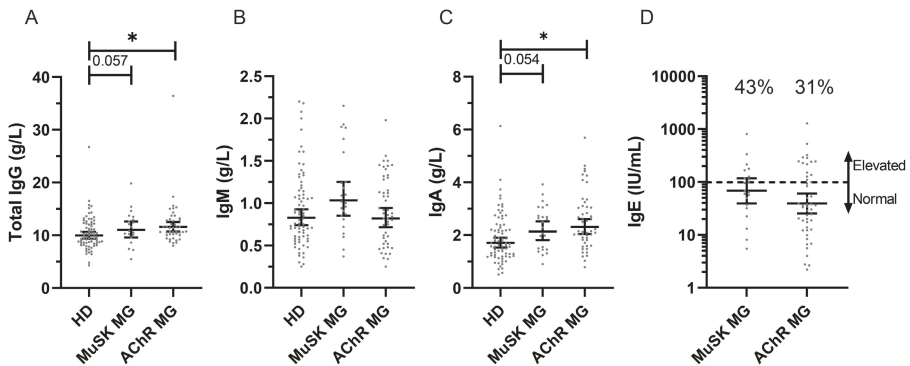 A
*
0.057
Total IgG (g/L)
40
30
20
10
0
HD
MuSK MG
AChR MG
B
IgM (g/L)
2.5
2.0
1.5
1.0
0.5
0.0
HD
MuSK MG
AChR MG
C
*
0.054
IgA (g/L)
8
6
4
2
0
HD
MuSK MG
AChR MG
D
IgE (IU/mL)
10000
1000
100
10
1
43% 31%
Elevated
Normal
MuSK MG
AChR MG